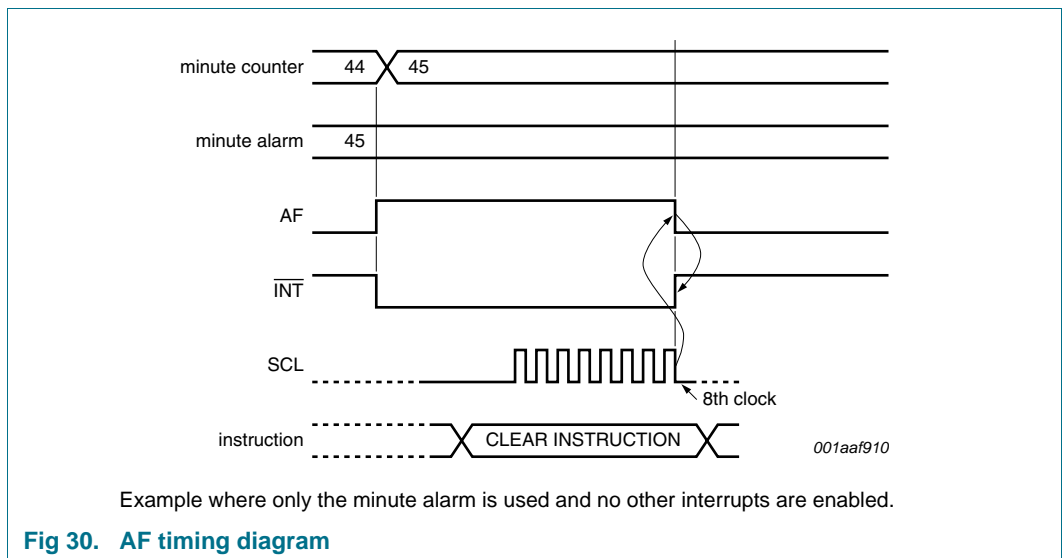 minute counter 44 45
minute alarm 45
AF
INT
SCL
8th clock
instruction CLEAR INSTRUCTION
001aaf910
Example where only the minute alarm is used and no other interrupts are enabled.
Fig 30. AF timing diagram